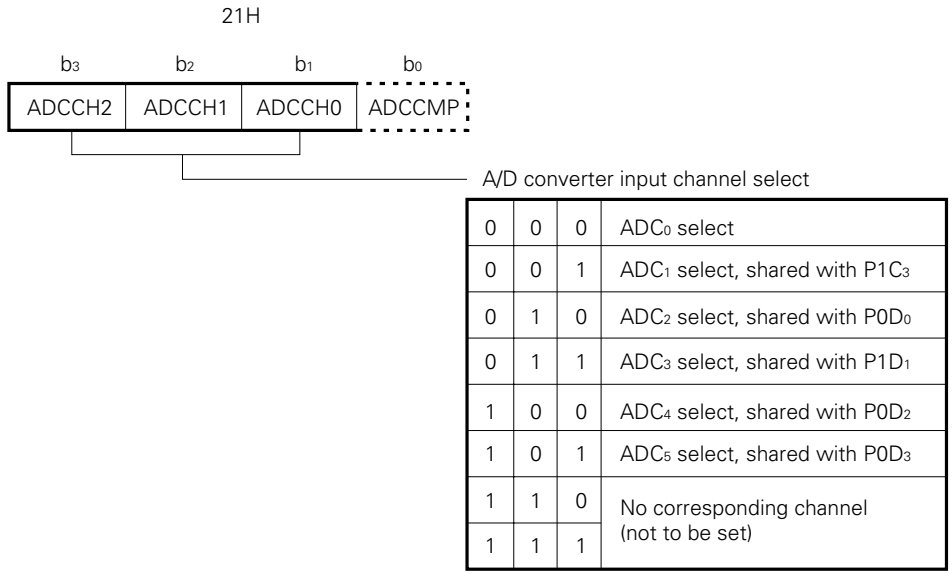 21H
b₃ b₂ b₁ b₀
ADCCH2 ADCCH1 ADCCH0 ADCCMP
A/D converter input channel select
0 0 0 ADC₀ select
0 0 1 ADC₁ select, shared with P1C₃
0 1 0 ADC₂ select, shared with P0D₀
0 1 1 ADC₃ select, shared with P1D₁
1 0 0 ADC₄ select, shared with P0D₂
1 0 1 ADC₅ select, shared with P0D₃
1 1 0 No corresponding channel
1 1 1 (not to be set)